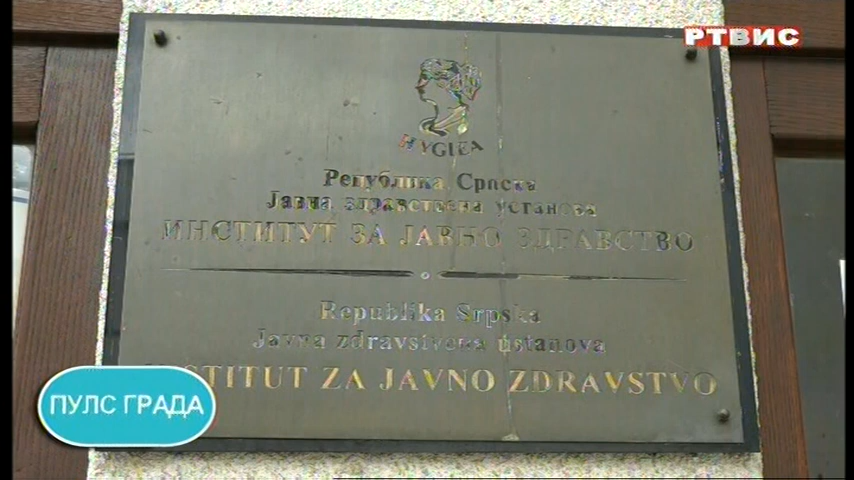 РТВИС
HYGIEA
Република Српска
Јавна здравствена установа
ИНСТИТУТ ЗА ЈАВНО ЗДРАВСТВО
Republika Srpska
Javna zdravstvena ustanova
STITUT ZA JAVNO ZDRAVSTVO
ПУЛС ГРАДА